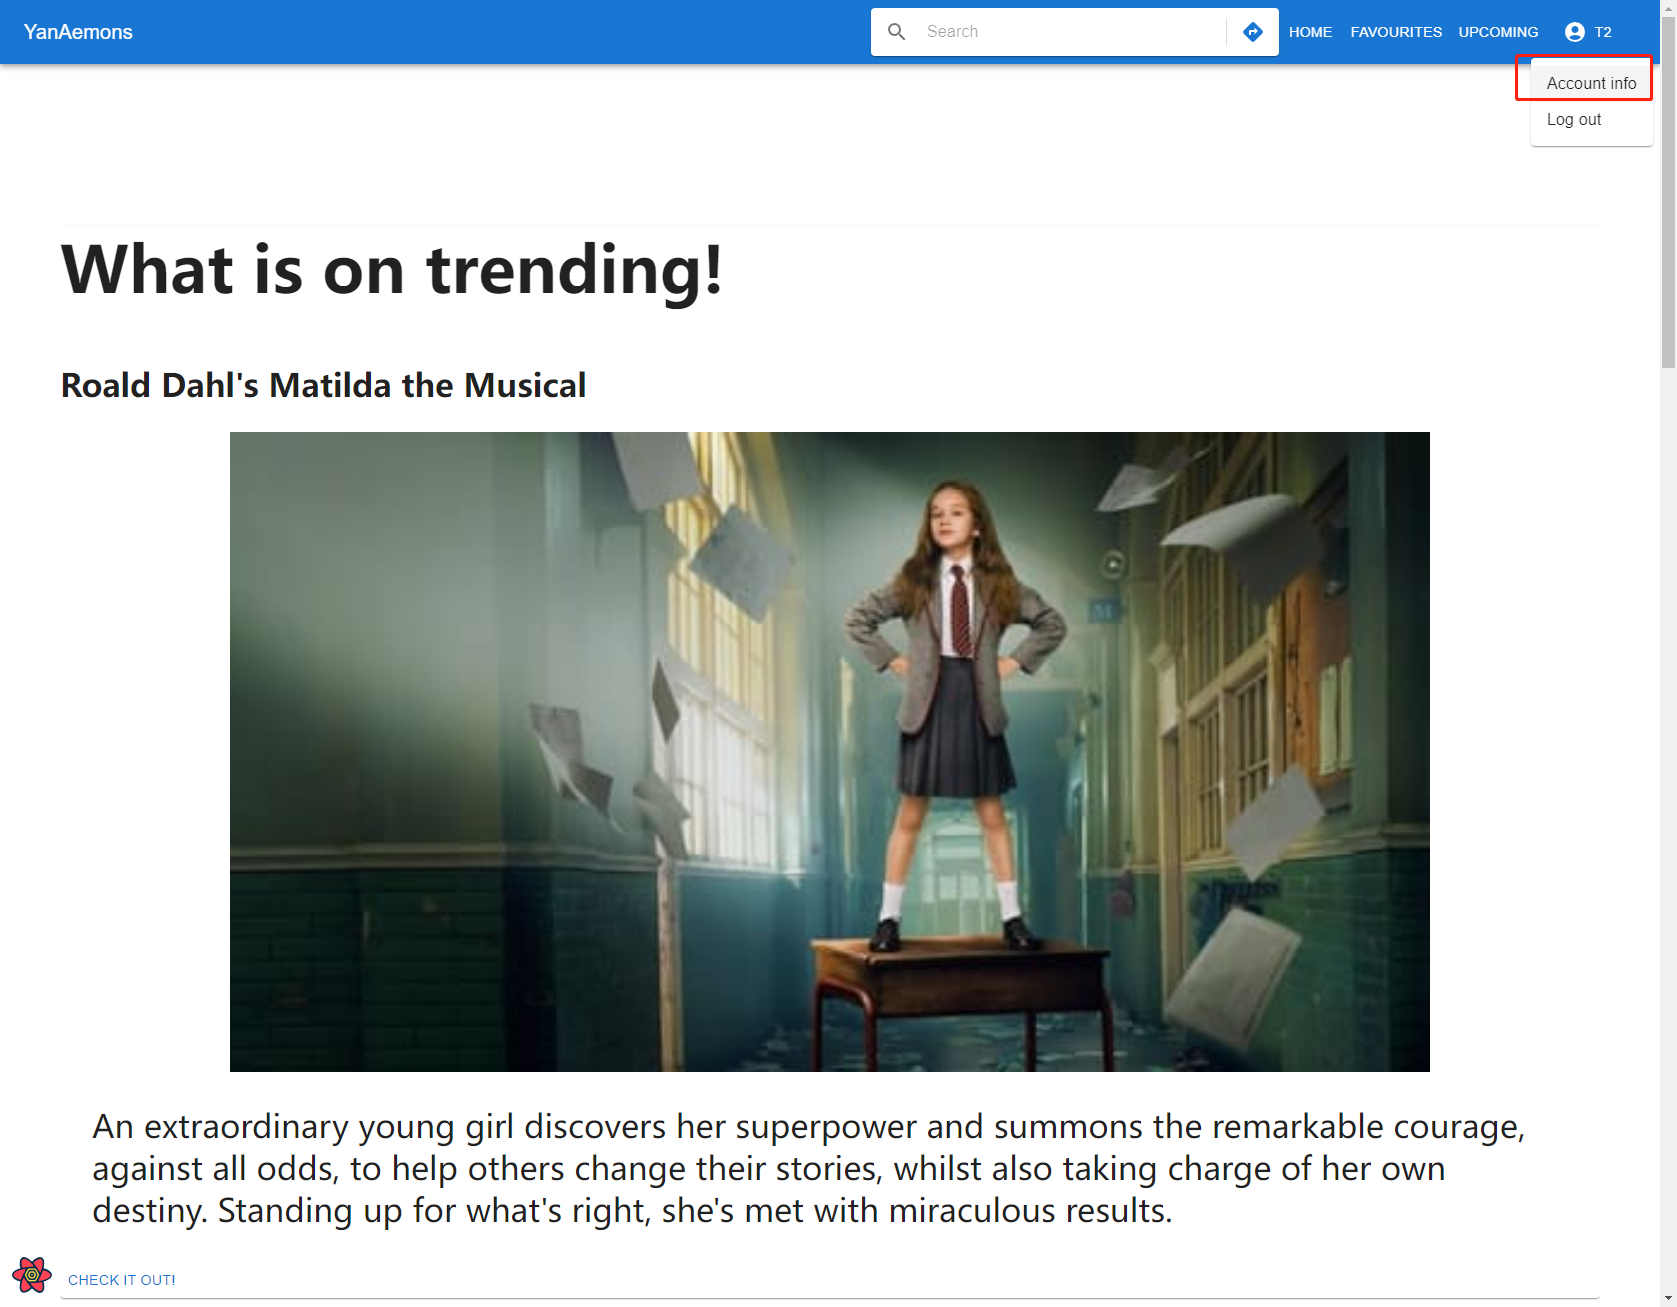 YanAemons
Search
HOME
FAVOURITES
UPCOMING
T2
Account info
Log out
What is on trending!
Roald Dahl's Matilda the Musical
M
An extraordinary young girl discovers her superpower and summons the remarkable courage,
against all odds, to help others change their stories, whilst also taking charge of her own
destiny. Standing up for what's right, she's met with miraculous results.
CHECK IT OUT!